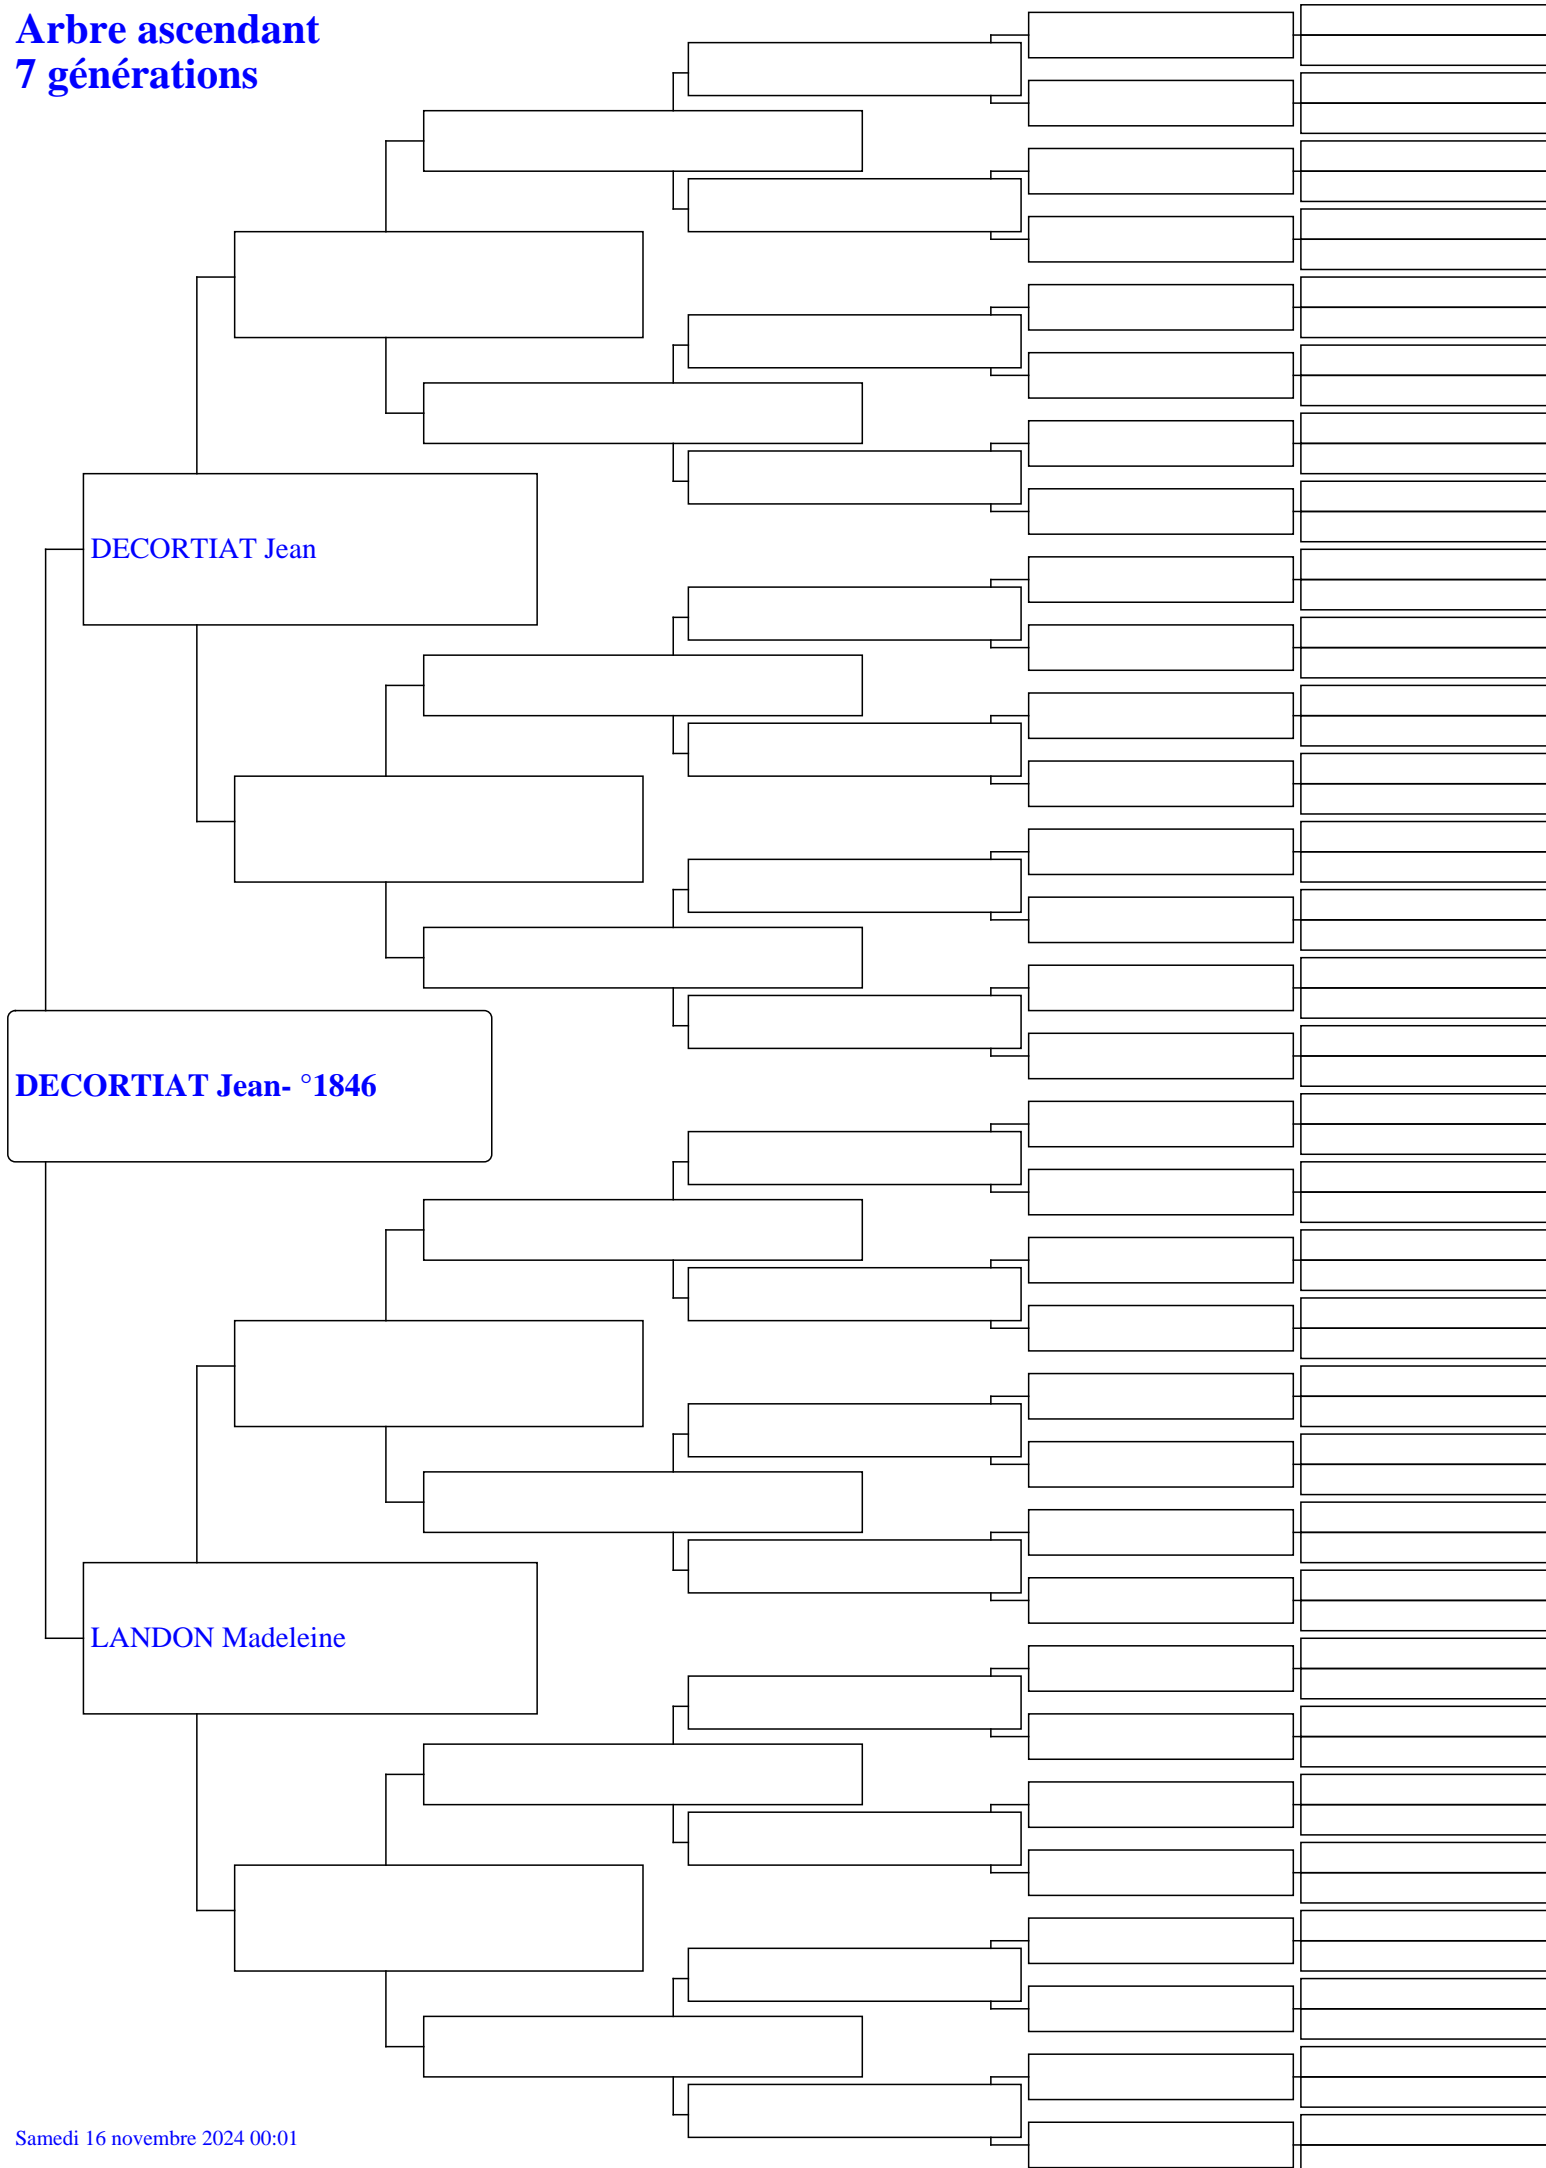 Arbre ascendant
7 générations
DECORTIAT Jean
DECORTIAT Jean- °1846
LANDON Madeleine
Samedi 16 novembre 2024 00:01